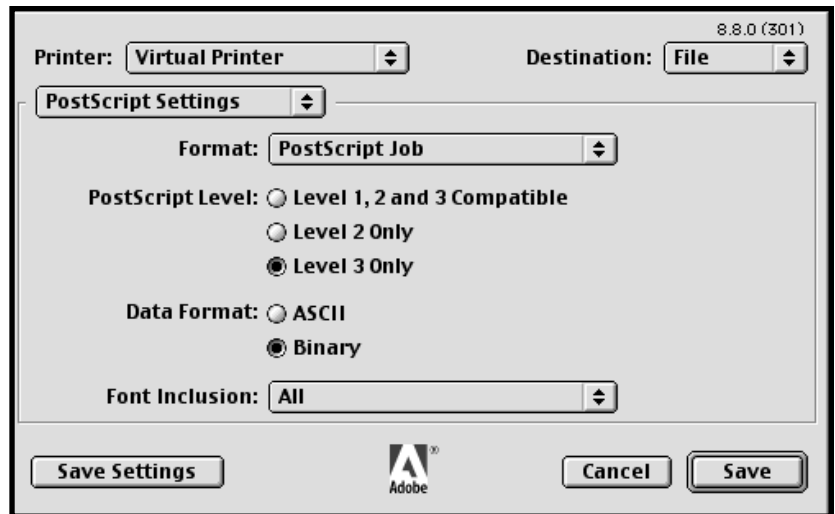 8.8.0 (301)
Printer: Virtual Printer Destination: File
PostScript Settings
Format: PostScript Job
PostScript Level: Level 1, 2 and 3 Compatible
Level 2 Only
Level 3 Only
Data Format: ASCII
Binary
Font Inclusion: All
Save Settings Adobe® Cancel Save